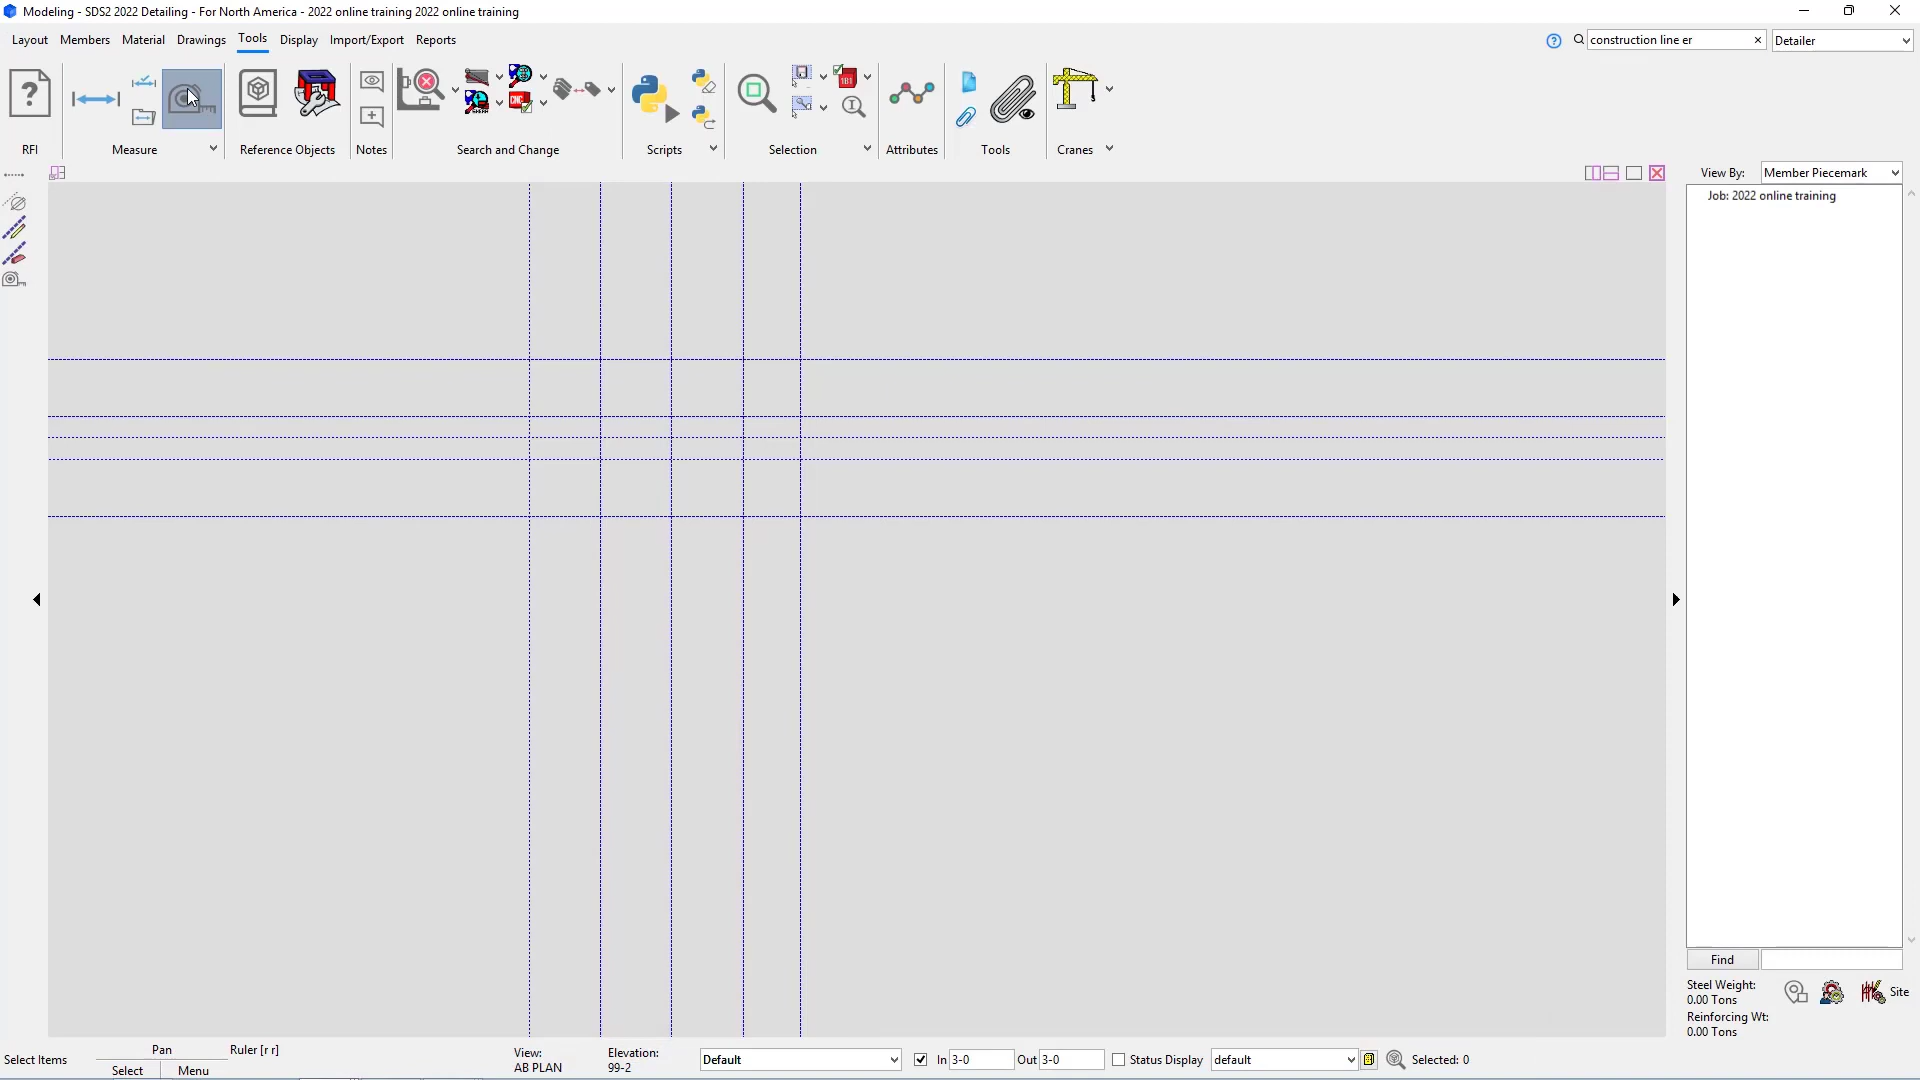 Modeling - SDS2 2022 Detailing - For North America - 2022 online training 2022 online training
Layout Members Material Drawings Tools Display Import/Export Reports
construction line er
Detailer
RFI Measure Reference Objects Notes Search and Change Scripts Selection Attributes Tools Cranes
View By: Member Piecemark
Job: 2022 online training
Find
Steel Weight:
0.00 Tons
Site
Reinforcing Wt:
0.00 Tons
Select Items
Pan Ruler [r r]
Select Menu
View:
AB PLAN
Elevation:
99-2
Default
In 3-0 Out 3-0 Status Display default Selected: 0